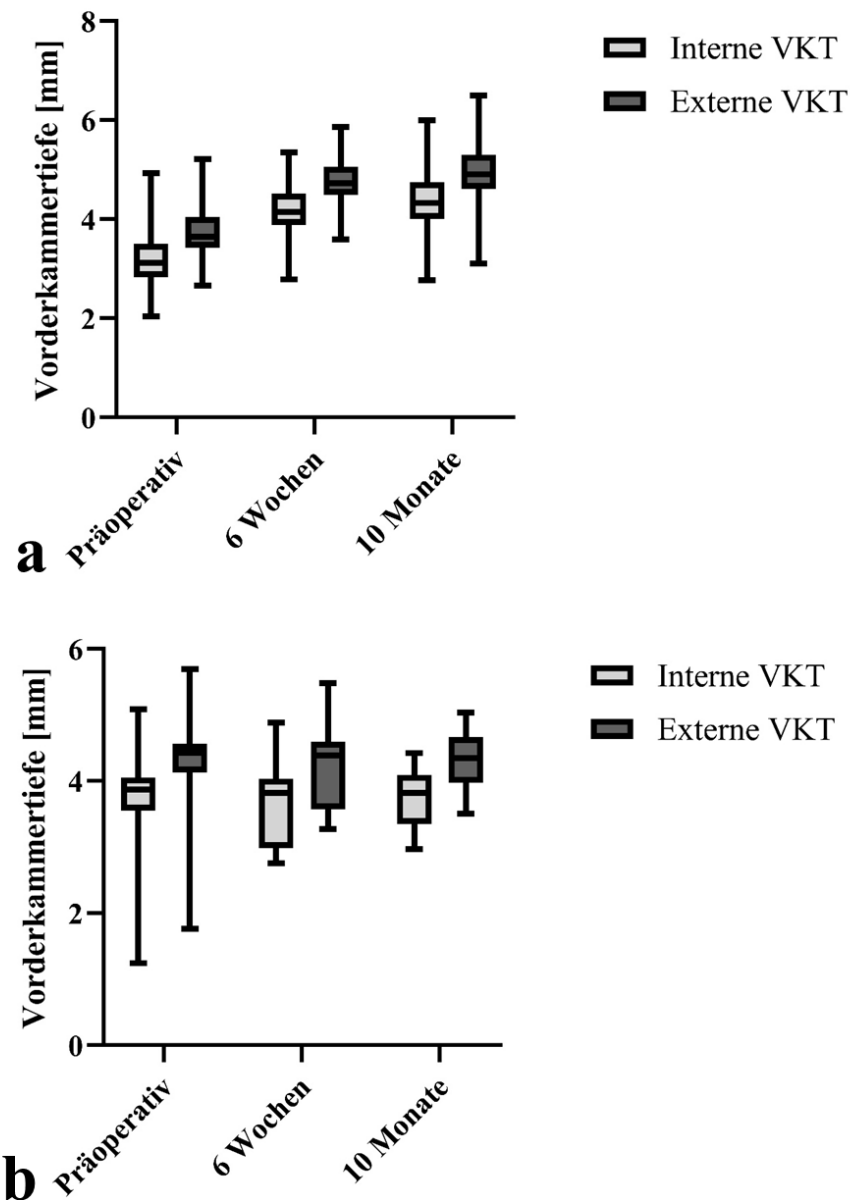 Vorderkammertiefe [mm]
8
6
4
2
0
Präoperativ
6 Wochen
10 Monate
Interne VKT
Externe VKT
a
Vorderkammertiefe [mm]
6
4
2
0
Präoperativ
6 Wochen
10 Monate
Interne VKT
Externe VKT
b